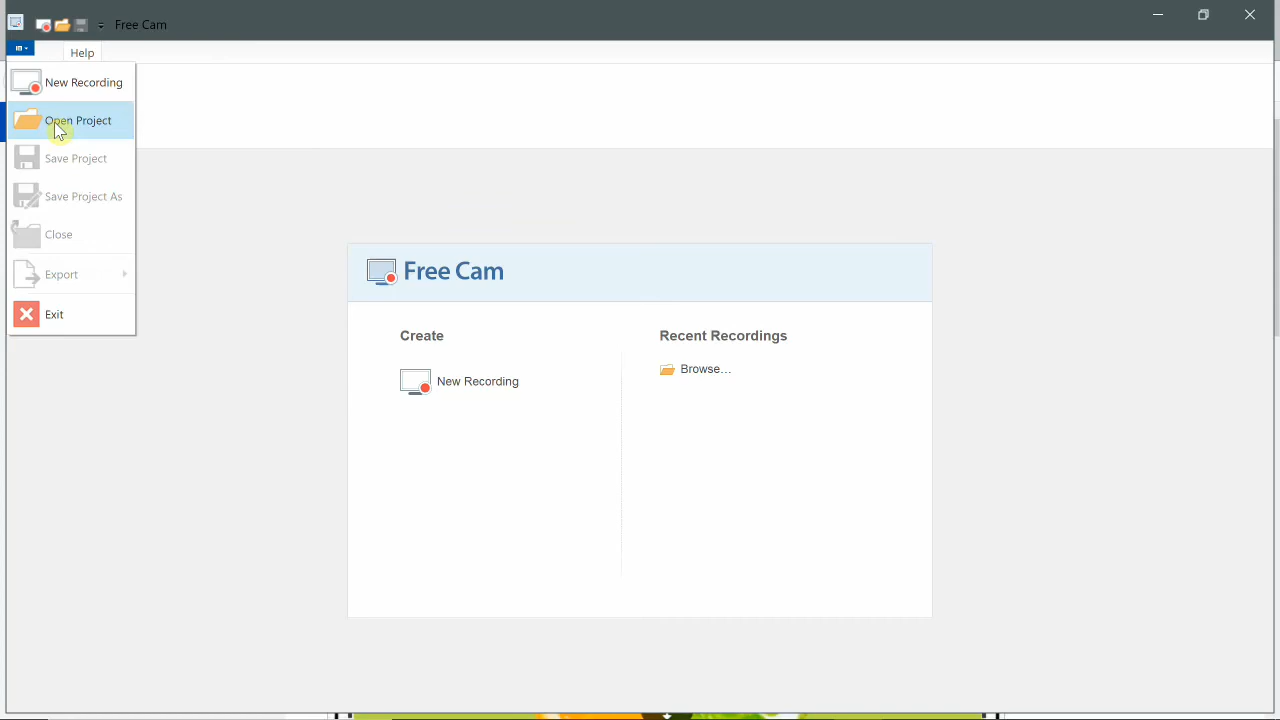 Free Cam
Help
New Recording
Open Project
Save Project
Save Project As
Close
Export
Exit
Free Cam
Create
New Recording
Recent Recordings
Browse...